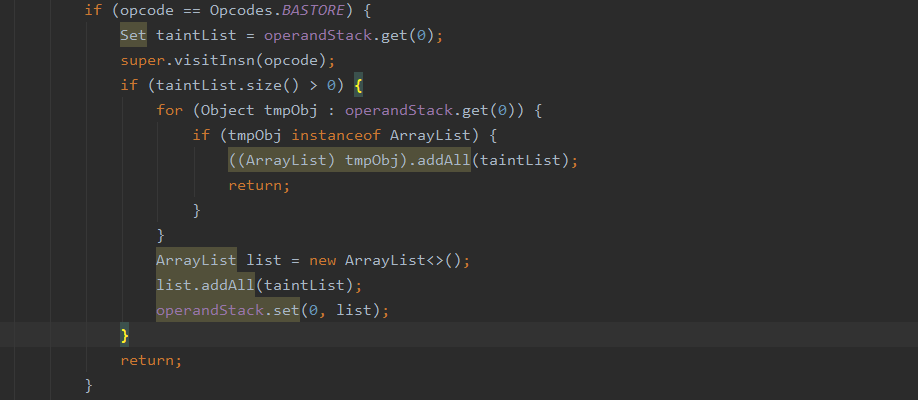 if (opcode == Opcodes.BASTORE) {
Set taintList = operandStack.get(0);
super.visitInsn(opcode);
if (taintList.size() > 0) {
for (Object tmpObj : operandStack.get(0)) {
if (tmpObj instanceof ArrayList) {
((ArrayList) tmpObj).addAll(taintList);
return;
}
}
ArrayList list = new ArrayList<>();
list.addAll(taintList);
operandStack.set(0, list);
}
return;
}